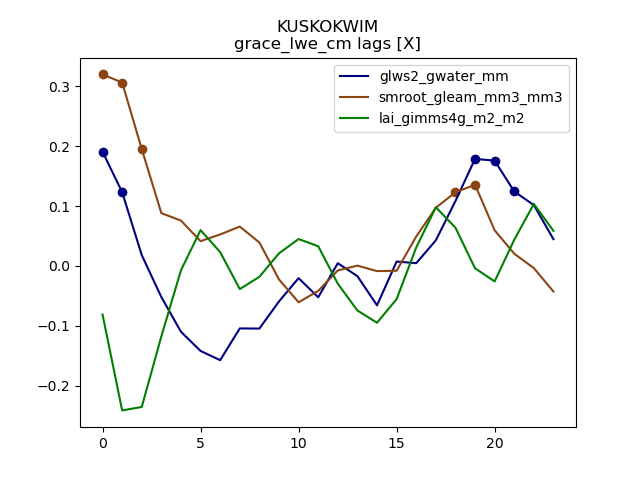 KUSKOKWIM
grace_lwe_cm lags [X]
glws2_gwater_mm
smroot_gleam_mm3_mm3
lai_gimms4g_m2_m2
0.3
0.2
0.1
0.0
−0.1
−0.2
0 5 10 15 20